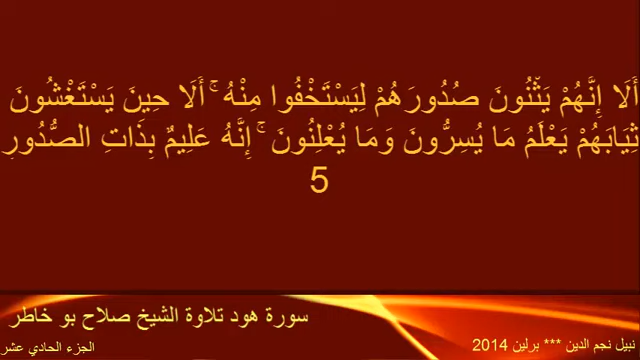 أَلَا إِنَّهُمْ يَثْنُونَ صُدُورَهُمْ لِيَسْتَخْفُوا مِنْهُ ۚ أَلَا حِينَ يَسْتَغْشُونَ
ثِيَابَهُمْ يَعْلَمُ مَا يُسِرُّونَ وَمَا يُعْلِنُونَ ۚ إِنَّهُ عَلِيمٌ بِذَاتِ الصُّدُورِ
5
سورة هود تلاوة الشيخ صلاح بو خاطر
الجزء الحادي عشر
نبيل نجم الدين *** برلين 2014